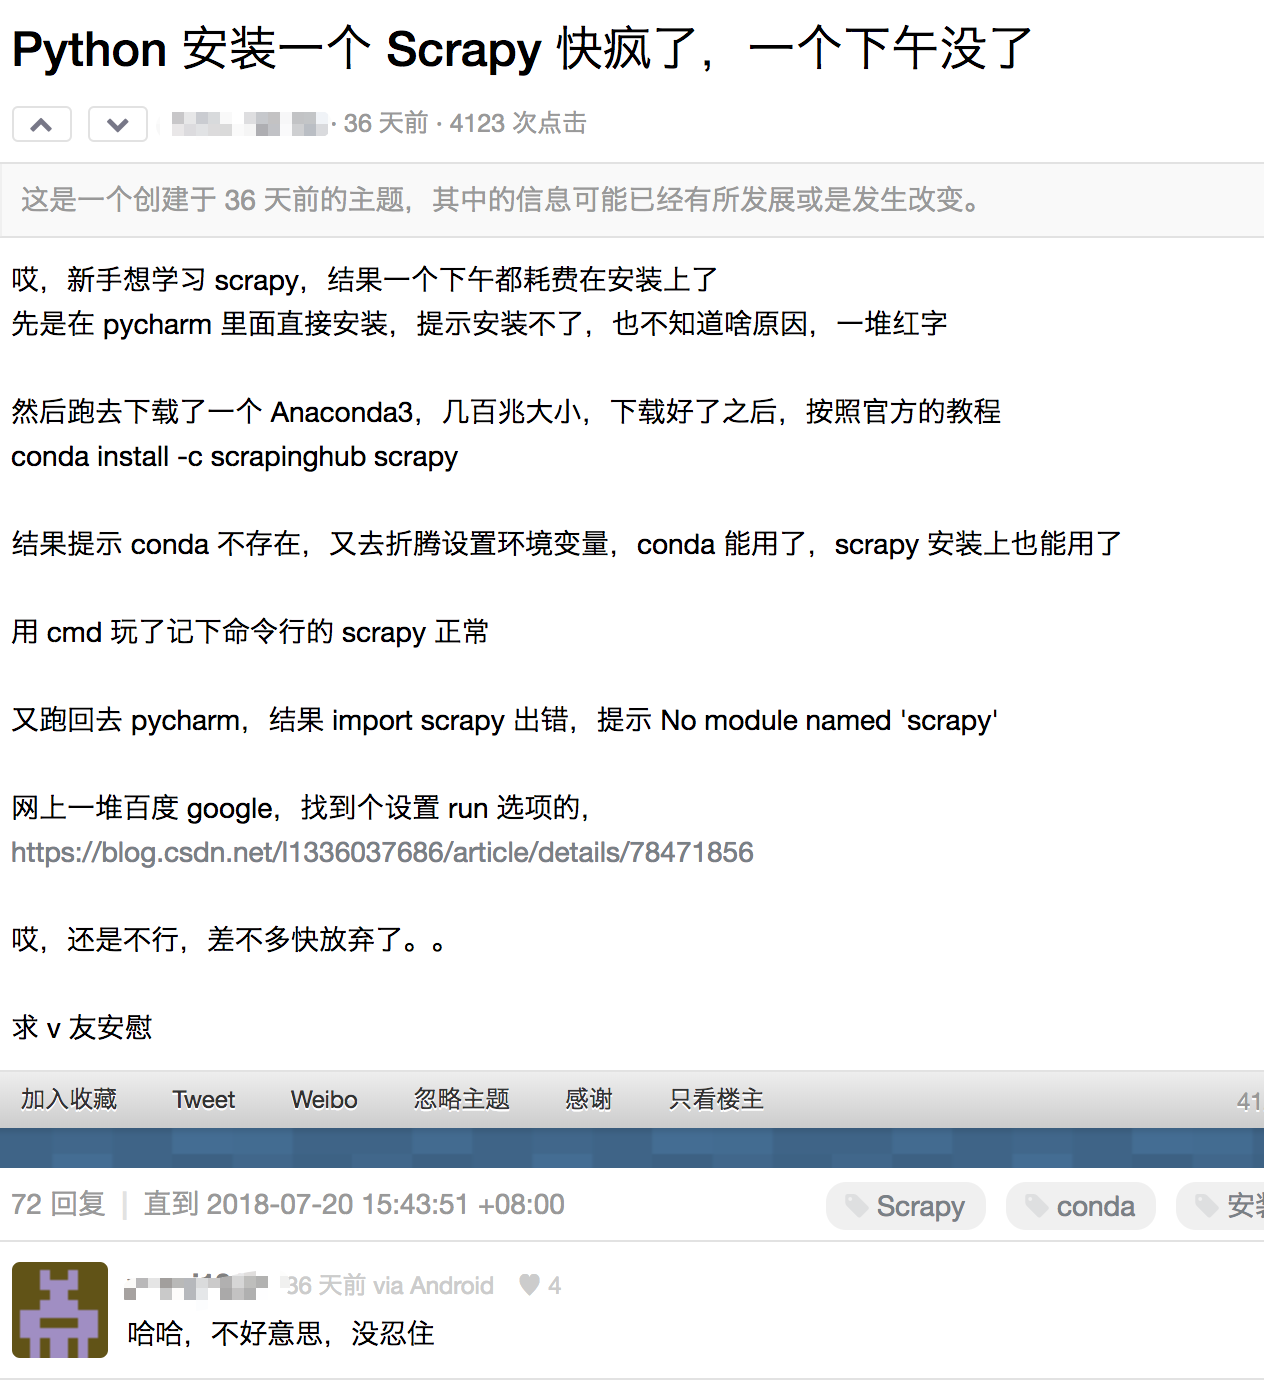 Python 安装一个 Scrapy 快疯了，一个下午没了
· 36 天前 · 4123 次点击
这是一个创建于 36 天前的主题，其中的信息可能已经有所发展或是发生改变。
哎，新手想学习 scrapy，结果一个下午都耗费在安装上了
先是在 pycharm 里面直接安装，提示安装不了，也不知道啥原因，一堆红字
然后跑去下载了一个 Anaconda3，几百兆大小，下载好了之后，按照官方的教程
conda install -c scrapinghub scrapy
结果提示 conda 不存在，又去折腾设置环境变量，conda 能用了，scrapy 安装上也能用了
用 cmd 玩了记下命令行的 scrapy 正常
又跑回去 pycharm，结果 import scrapy 出错，提示 No module named 'scrapy'
网上一堆百度 google，找到个设置 run 选项的，
https://blog.csdn.net/l1336037686/article/details/78471856
哎，还是不行，差不多快放弃了。。
求 v 友安慰
加入收藏 Tweet Weibo 忽略主题 感谢 只看楼主 41
72 回复 | 直到 2018-07-20 15:43:51 +08:00 Scrapy conda 安装
36 天前 via Android ♥ 4
哈哈，不好意思，没忍住